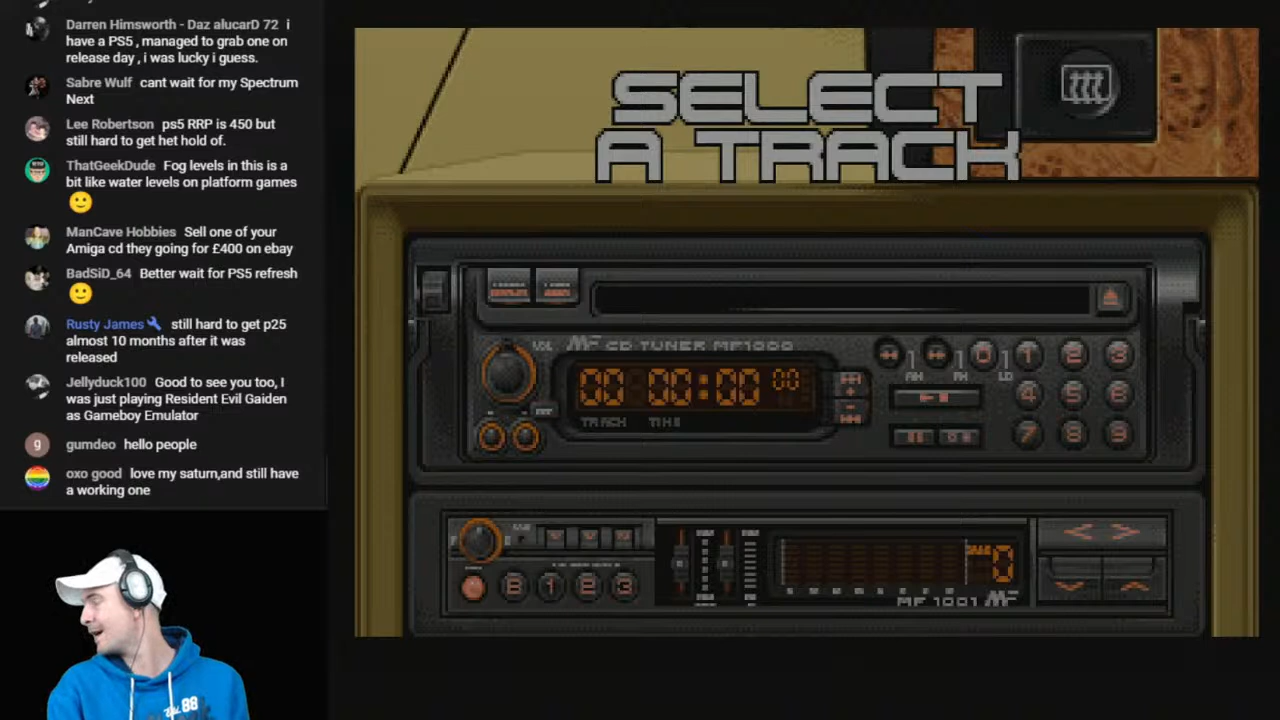 Darren Himsworth - Daz alucarD 72 i
have a PS5 , managed to grab one on
release day , i was lucky i guess.
Sabre Wulf cant wait for my Spectrum
Next
Lee Robertson ps5 RRP is 450 but
still hard to get het hold of.
ThatGeekDude Fog levels in this is a
bit like water levels on platform games
ManCave Hobbies Sell one of your
Amiga cd they going for £400 on ebay
BadSiD_64 Better wait for PS5 refresh
Rusty James still hard to get p25
almost 10 months after it was
released
Jellyduck100 Good to see you too, I
was just playing Resident Evil Gaiden
as Gameboy Emulator
g gumdeo hello people
oxo good love my saturn,and still have
a working one
SELECT
A TRACK
VOL MF CD TUNER MF1000
00 00:00 00
TRACK TIME
0 1 2 3
4 5 6
7 8 9
B 1 2 3
0
MF 1001 MF
88